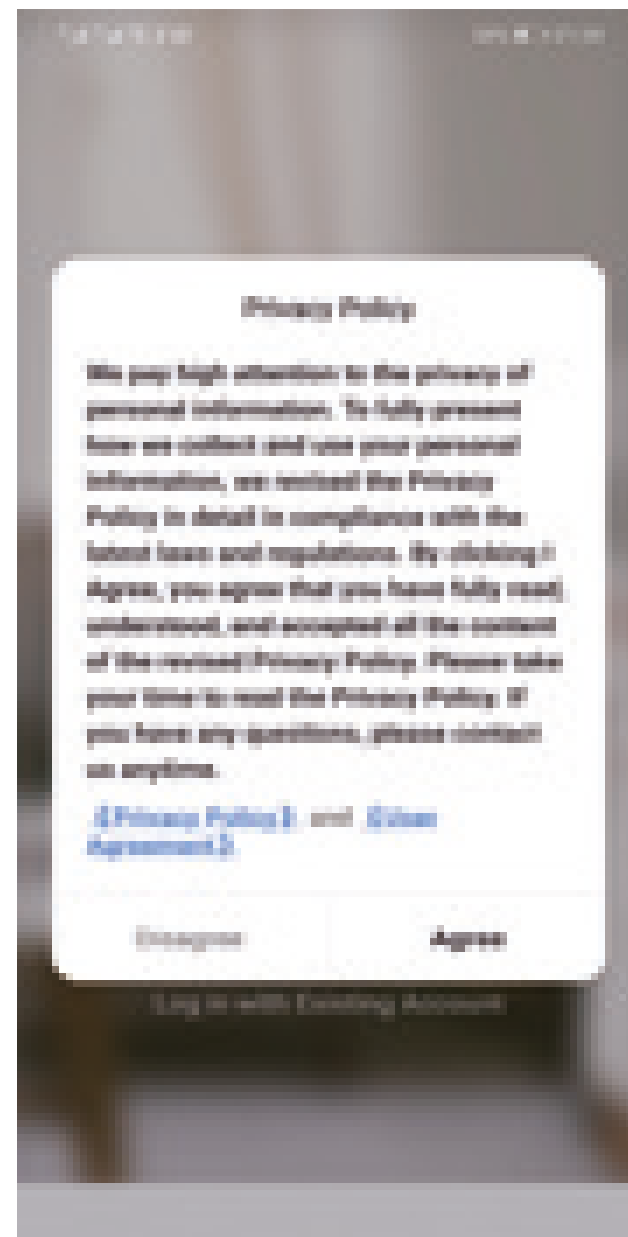 Privacy Policy
We pay high attention to the privacy of
personal information. To fully present
how we collect and use your personal
information, we revised the Privacy
Policy in detail in compliance with the
latest laws and regulations. By clicking I
Agree, you agree that you have fully read,
understood, and accepted all the content
of the revised Privacy Policy. Please take
your time to read the Privacy Policy. If
you have any questions, please contact
us anytime.
《Privacy Policy》 and 《User
Agreement》
Disagree
Agree
Log in with Existing Account